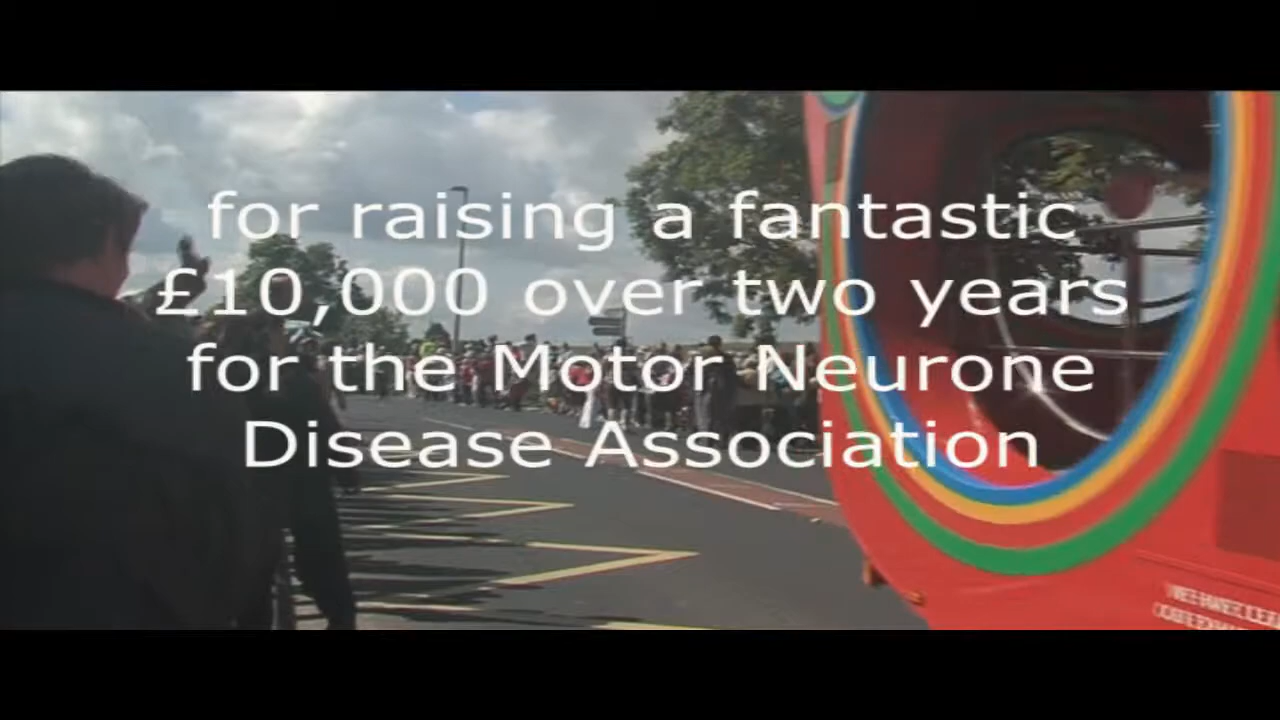 for raising a fantastic
£10,000 over two years
for the Motor Neurone
Disease Association